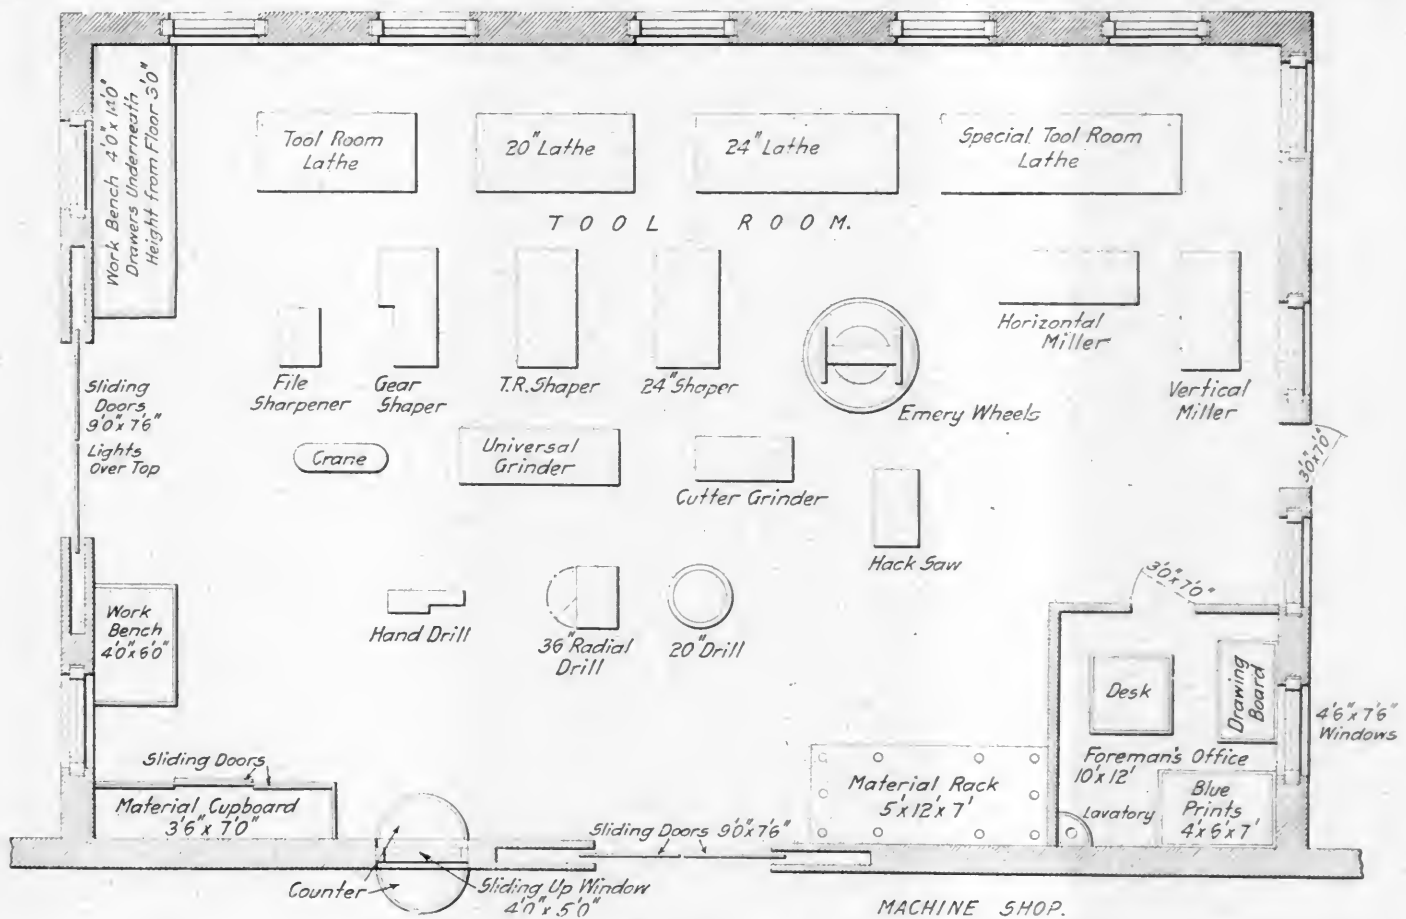 Work Bench 4'0" x 14'0"
Drawers Underneath
Height from Floor 3'0"
Tool Room
Lathe
20" Lathe
24" Lathe
Special Tool Room
Lathe
TOOL ROOM.
File
Sharpener
Gear
Shaper
T.R. Shaper
24" Shaper
Emery Wheels
Horizontal
Miller
Vertical
Miller
Sliding
Doors
9'0" x 7'6"
Lights
Over Top
Crane
Universal
Grinder
Cutter Grinder
Hack Saw
3'0" x 7'0"
3'0" x 7'0"
Work
Bench
4'0" x 6'0"
Hand Drill
36" Radial
Drill
20" Drill
Desk
Drawing
Board
4'6" x 7'6"
Windows
Foreman's Office
10' x 12'
Sliding Doors
Material Cupboard
3'6" x 7'0"
Material Rack
5' x 12' x 7'
Lavatory
Blue
Prints
4' x 6' x 7'
Sliding Doors 9'0" x 7'6"
Counter
Sliding Up Window
4'0" x 5'0"
MACHINE SHOP.